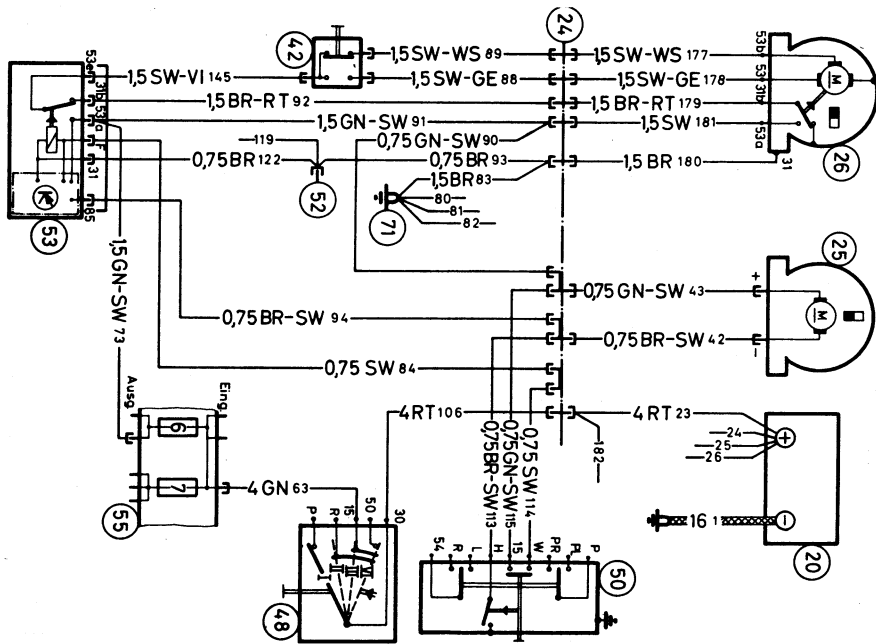 24
42
53e
1,5 SW-WS 89
1,5 SW-WS 177
53b
1,5 SW-VI 145
1,5 SW-GE 88
1,5 SW-GE 178
53
M
31b
1,5 BR-RT 92
1,5 BR-RT 179
31b
53a
1,5 GN-SW 91
1,5 SW 181
53a
F
119
0,75 GN-SW 90
31
0,75 BR 122
0,75 BR 93
1,5 BR 180
31
26
52
1,5 BR 83
80
81
82
71
85
K
53
1,5 GN-SW 73
25
+
0,75 GN-SW 43
M
0,75 BR-SW 94
0,75 BR-SW 42
-
0,75 SW 84
Ausg
Eing.
6
4 RT 106
4 RT 23
24
25
26
+
182
7
4 GN 63
55
0,75 BR-SW 113
0,75 GN-SW 115
0,75 SW 114
16 1
-
20
P
R
15
50
30
I
II
III
VI
48
54
R
L
H
15
W
PR
PL
P
50